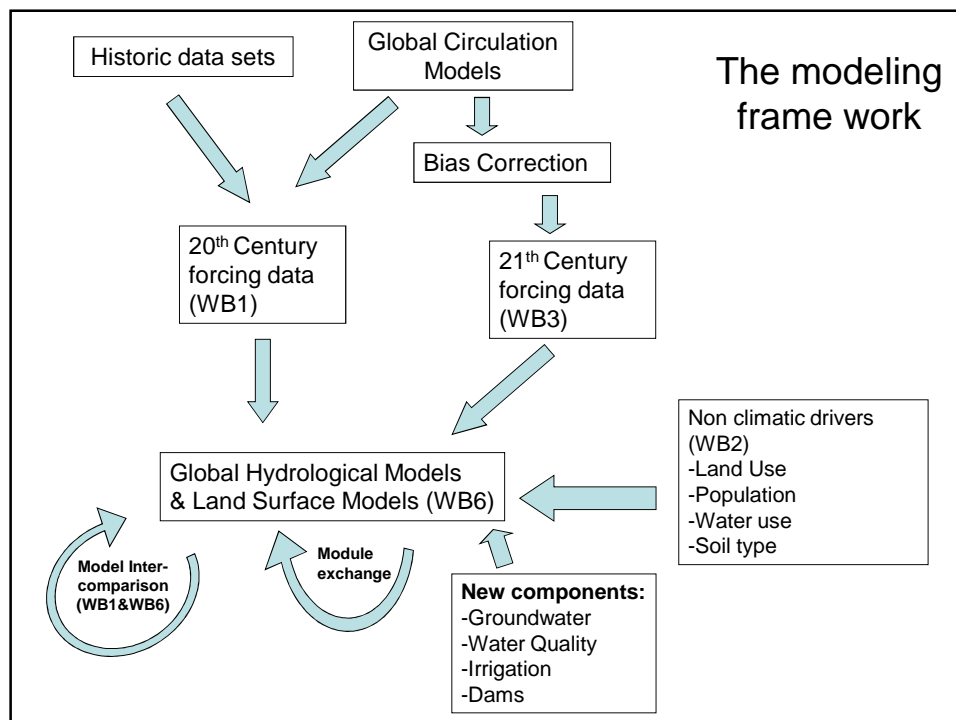 Historic data sets
Global Circulation
Models
The modeling
frame work
Bias Correction
20th Century
forcing data
(WB1)
21th Century
forcing data
(WB3)
Non climatic drivers
(WB2)
-Land Use
-Population
-Water use
-Soil type
Global Hydrological Models
& Land Surface Models (WB6)
Model Inter-
comparison
(WB1&WB6)
Module
exchange
New components:
-Groundwater
-Water Quality
-Irrigation
-Dams